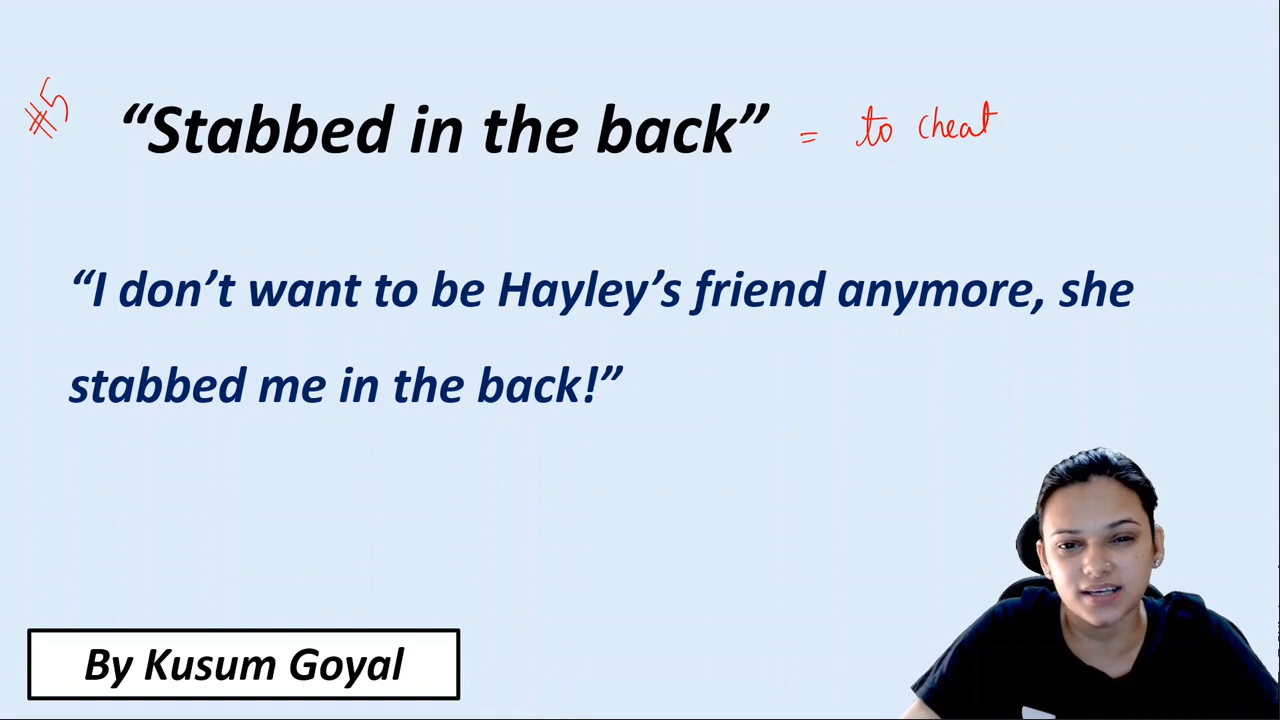 #5 “Stabbed in the back” = to cheat
“I don’t want to be Hayley’s friend anymore, she
stabbed me in the back!”
By Kusum Goyal